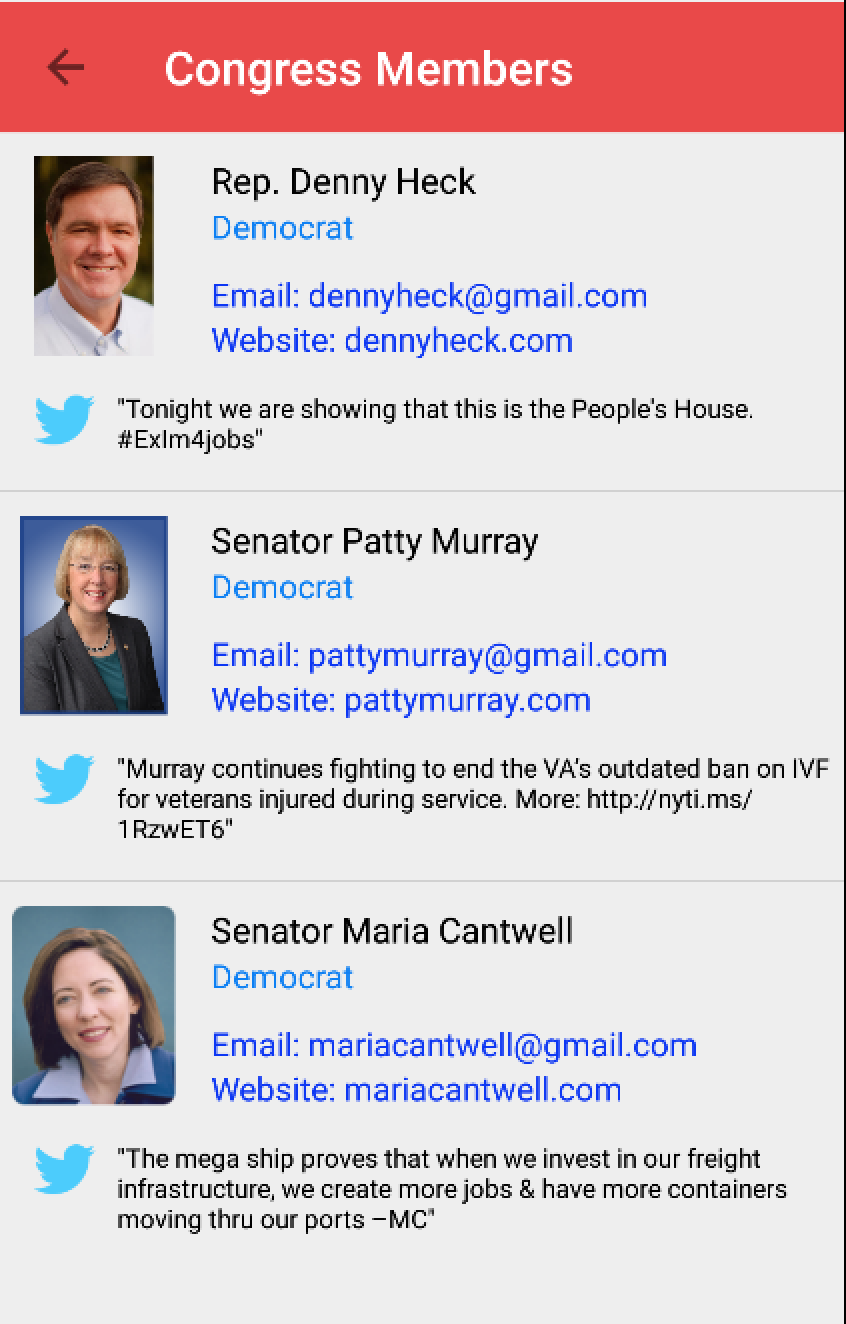 Congress Members
Rep. Denny Heck
Democrat
Email: dennyheck@gmail.com
Website: dennyheck.com
"Tonight we are showing that this is the People's House.
#ExIm4jobs"
Senator Patty Murray
Democrat
Email: pattymurray@gmail.com
Website: pattymurray.com
"Murray continues fighting to end the VA's outdated ban on IVF
for veterans injured during service. More: http://nyti.ms/
1RzwET6"
Senator Maria Cantwell
Democrat
Email: mariacantwell@gmail.com
Website: mariacantwell.com
"The mega ship proves that when we invest in our freight
infrastructure, we create more jobs & have more containers
moving thru our ports –MC"